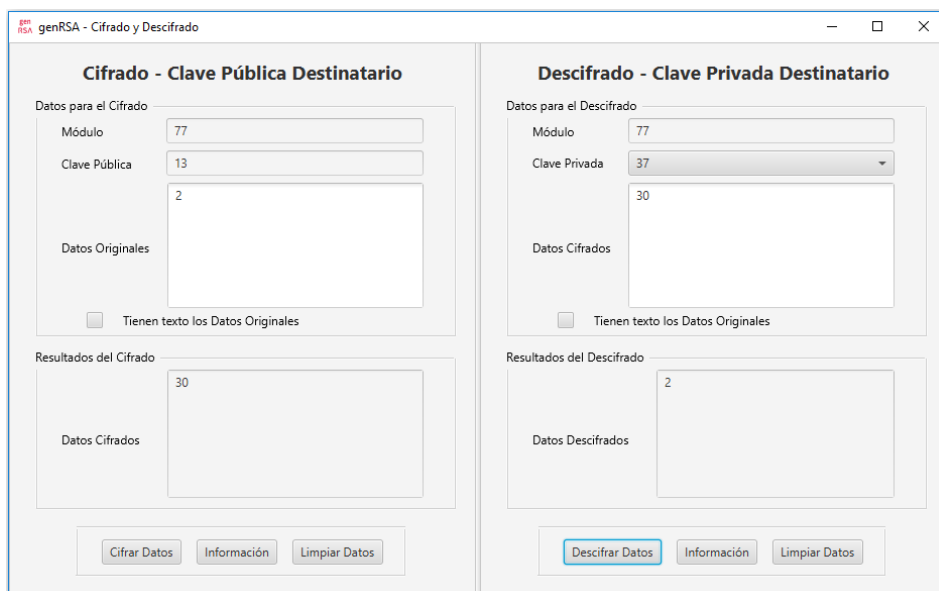 gen RSA genRSA - Cifrado y Descifrado
Cifrado - Clave Pública Destinatario
Datos para el Cifrado
Módulo 77
Clave Pública 13
2
Datos Originales
Tienen texto los Datos Originales
Resultados del Cifrado
30
Datos Cifrados
Cifrar Datos Información Limpiar Datos
Descifrado - Clave Privada Destinatario
Datos para el Descifrado
Módulo 77
Clave Privada 37
30
Datos Cifrados
Tienen texto los Datos Originales
Resultados del Descifrado
2
Datos Descifrados
Descifrar Datos Información Limpiar Datos